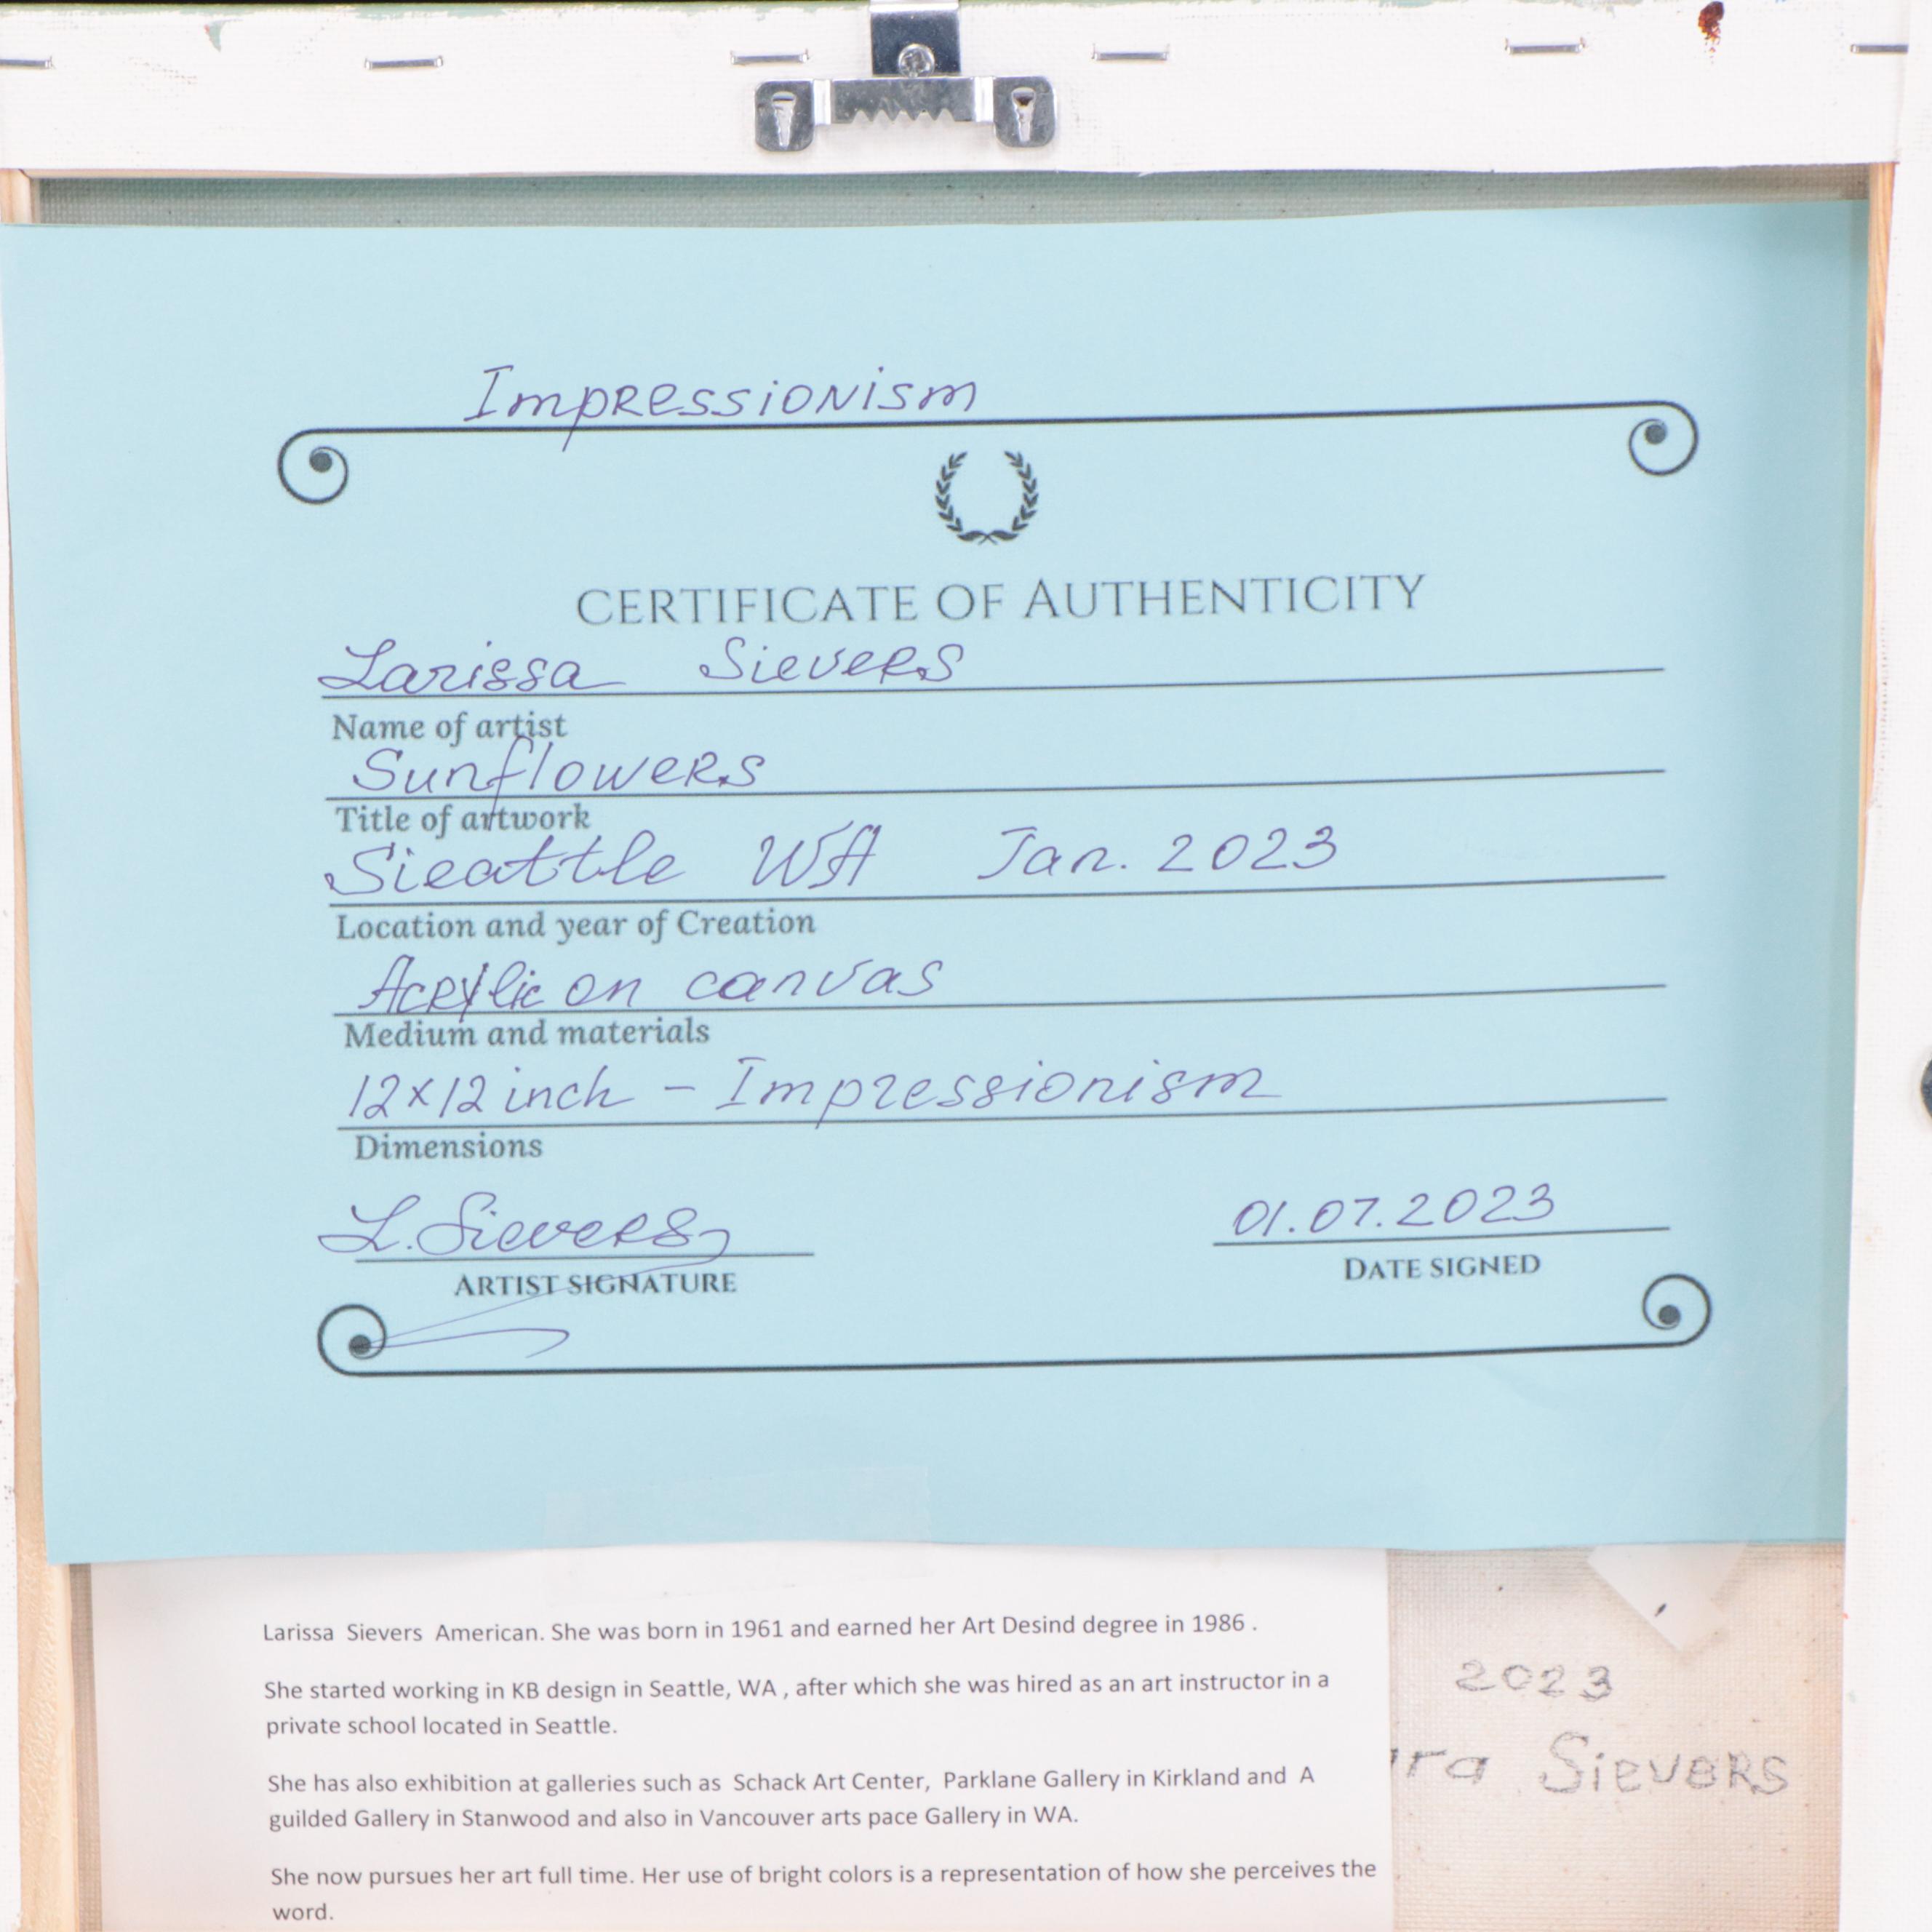 Impressionism
CERTIFICATE OF AUTHENTICITY
Larissa Sievers
Name of artist
Sunflowers
Title of artwork
Sieattle WA Jan. 2023
Location and year of Creation
Acrylic on canvas
Medium and materials
12x12 inch - Impressionism
Dimensions
L. Sievers
01.07.2023
ARTIST SIGNATURE
DATE SIGNED
Larissa Sievers American. She was born in 1961 and earned her Art Desind degree in 1986 .
She started working in KB design in Seattle, WA , after which she was hired as an art instructor in a
private school located in Seattle.
She has also exhibition at galleries such as Schack Art Center, Parklane Gallery in Kirkland and A
guilded Gallery in Stanwood and also in Vancouver arts pace Gallery in WA.
She now pursues her art full time. Her use of bright colors is a representation of how she perceives the
word.
2023
Sievers